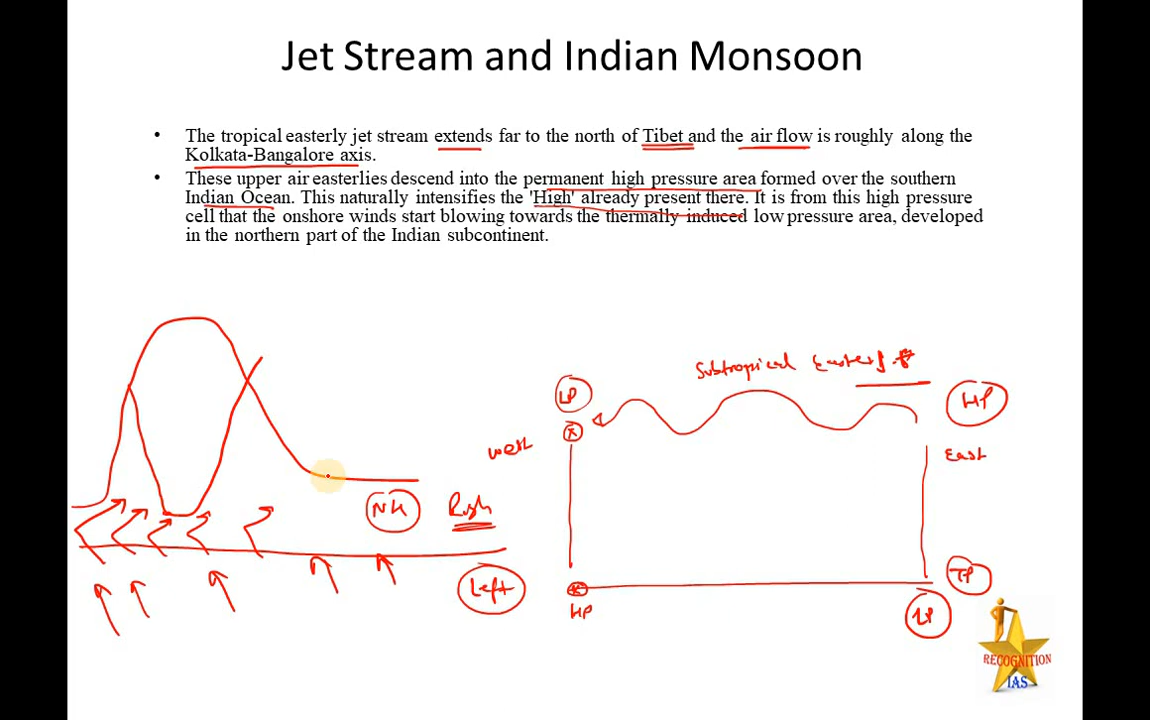 Jet Stream and Indian Monsoon
• The tropical easterly jet stream extends far to the north of Tibet and the air flow is roughly along the
Kolkata-Bangalore axis.
• These upper air easterlies descend into the permanent high pressure area formed over the southern
Indian Ocean. This naturally intensifies the 'High' already present there. It is from this high pressure
cell that the onshore winds start blowing towards the thermally induced low pressure area, developed
in the northern part of the Indian subcontinent.
Subtropical
LP
HP
West
East
NH
Left
TP
HP
LP
RECOGNITION
IAS